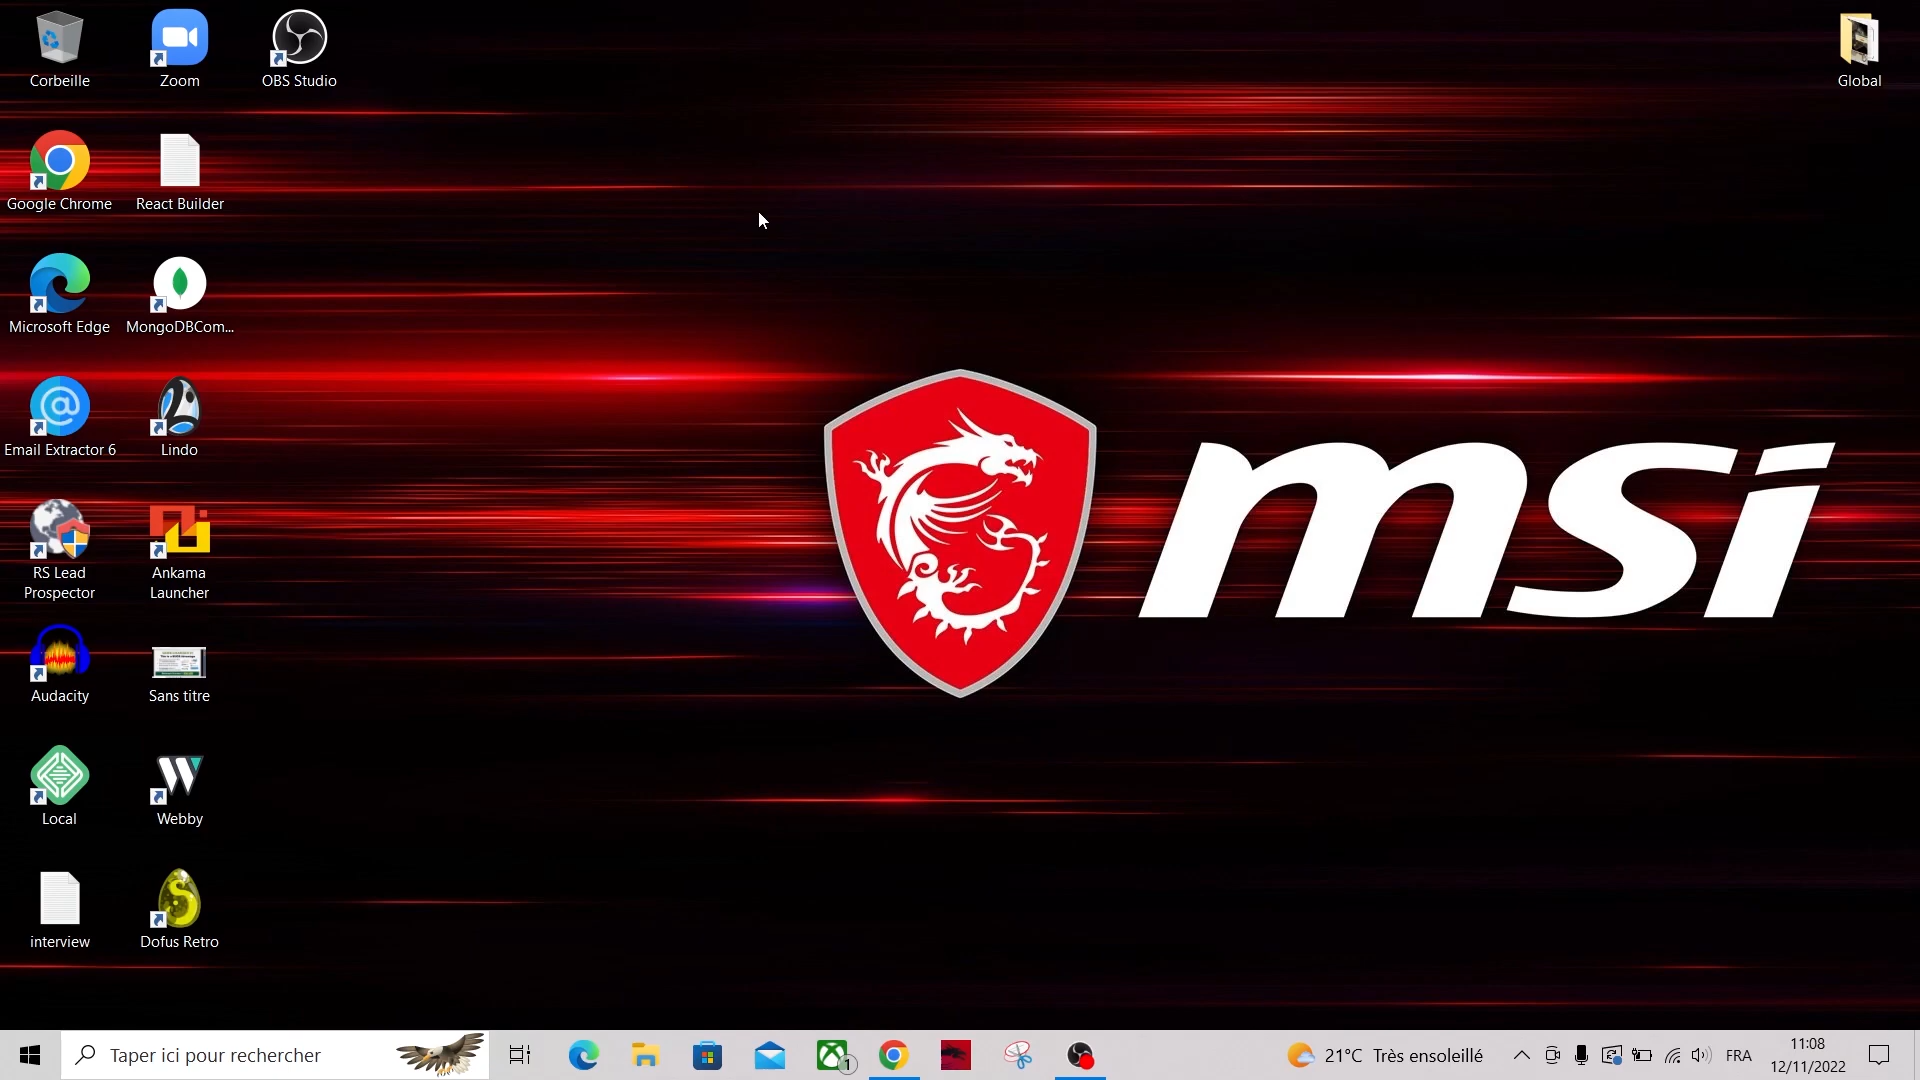 Corbeille
Zoom
OBS Studio
Global
Google Chrome
React Builder
Microsoft Edge
MongoDBCom...
Email Extractor 6
Lindo
RS Lead
Prospector
Ankama
Launcher
Audacity
Sans titre
Local
Webby
interview
Dofus Retro
msi
Taper ici pour rechercher
1
21°C Très ensoleillé
FRA
11:08
12/11/2022